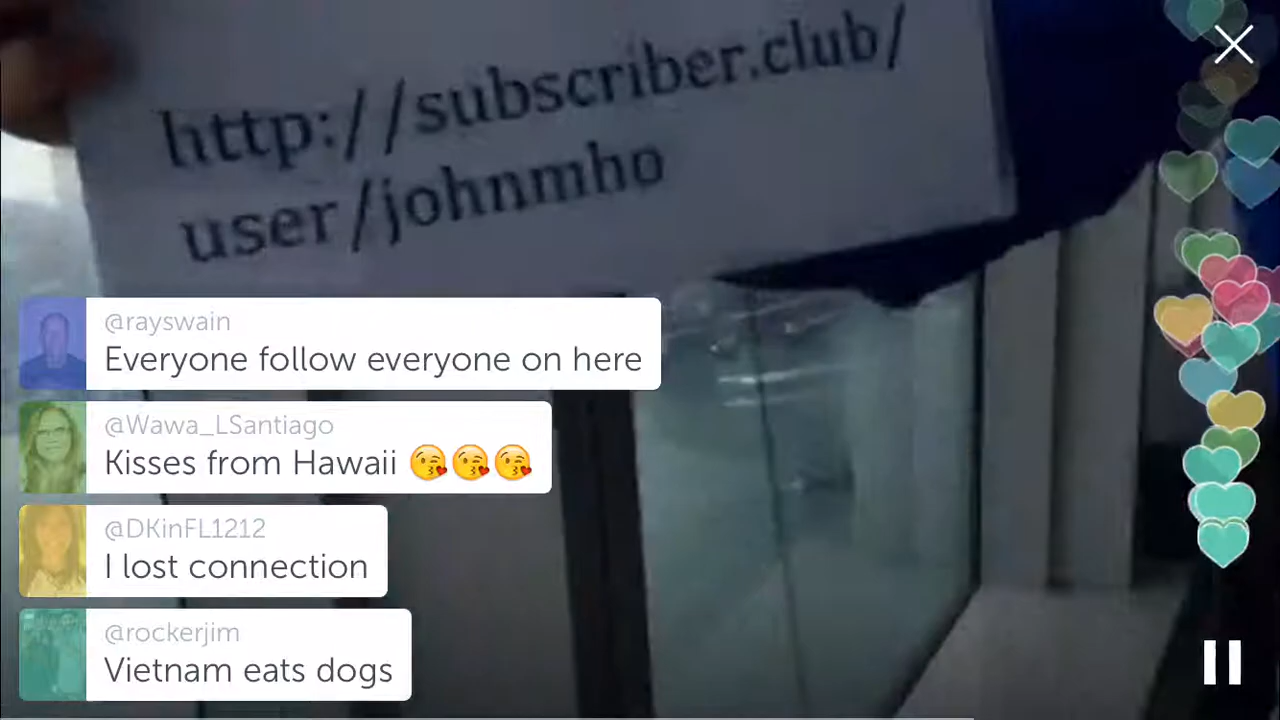 http://subscriber.club/
user/johnmho
@rayswain
Everyone follow everyone on here
@Wawa_LSantiago
Kisses from Hawaii 😘😘😘
@DKinFL1212
I lost connection
@rockerjim
Vietnam eats dogs